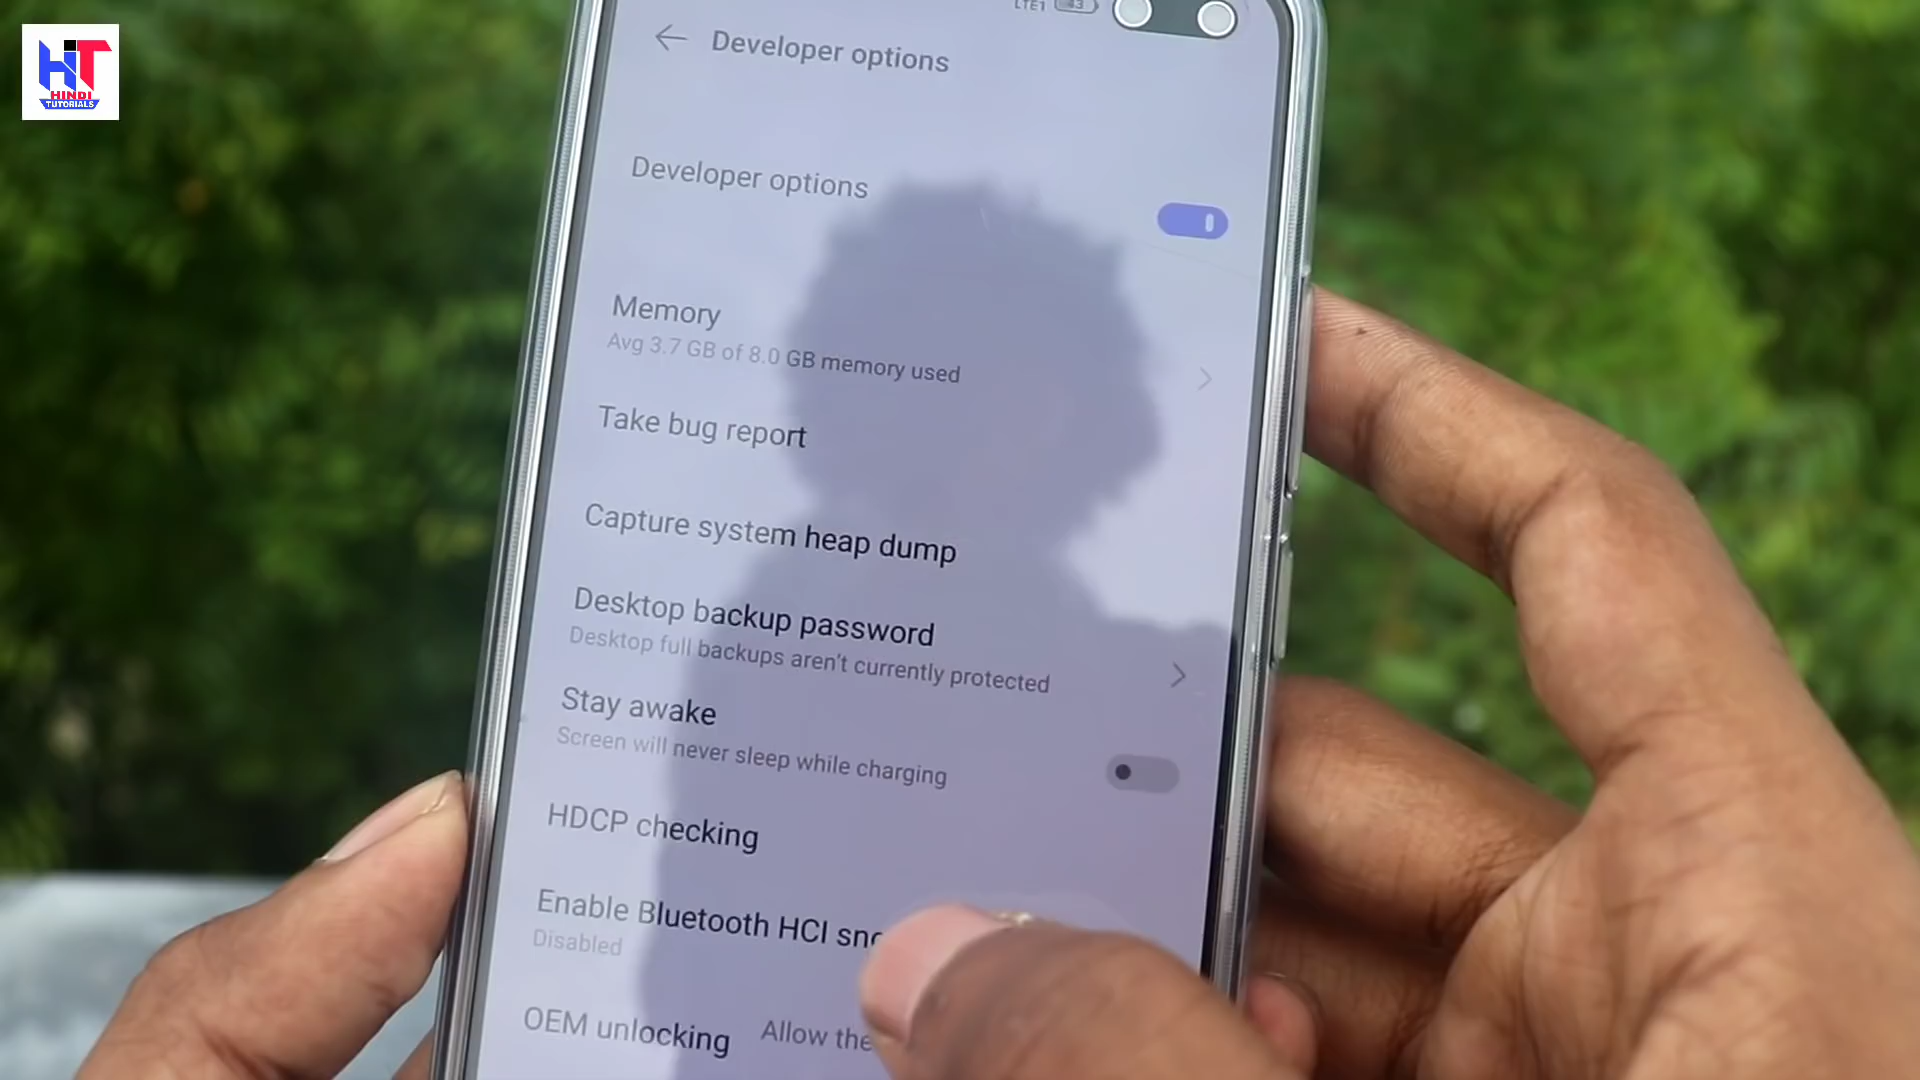 HT
HINDI
TUTORIALS
LTE1 43
Developer options
Developer options
Memory
Avg 3.7 GB of 8.0 GB memory used
Take bug report
Capture system heap dump
Desktop backup password
Desktop full backups aren't currently protected
Stay awake
Screen will never sleep while charging
HDCP checking
Enable Bluetooth HCI
Disabled
OEM unlocking Allow the